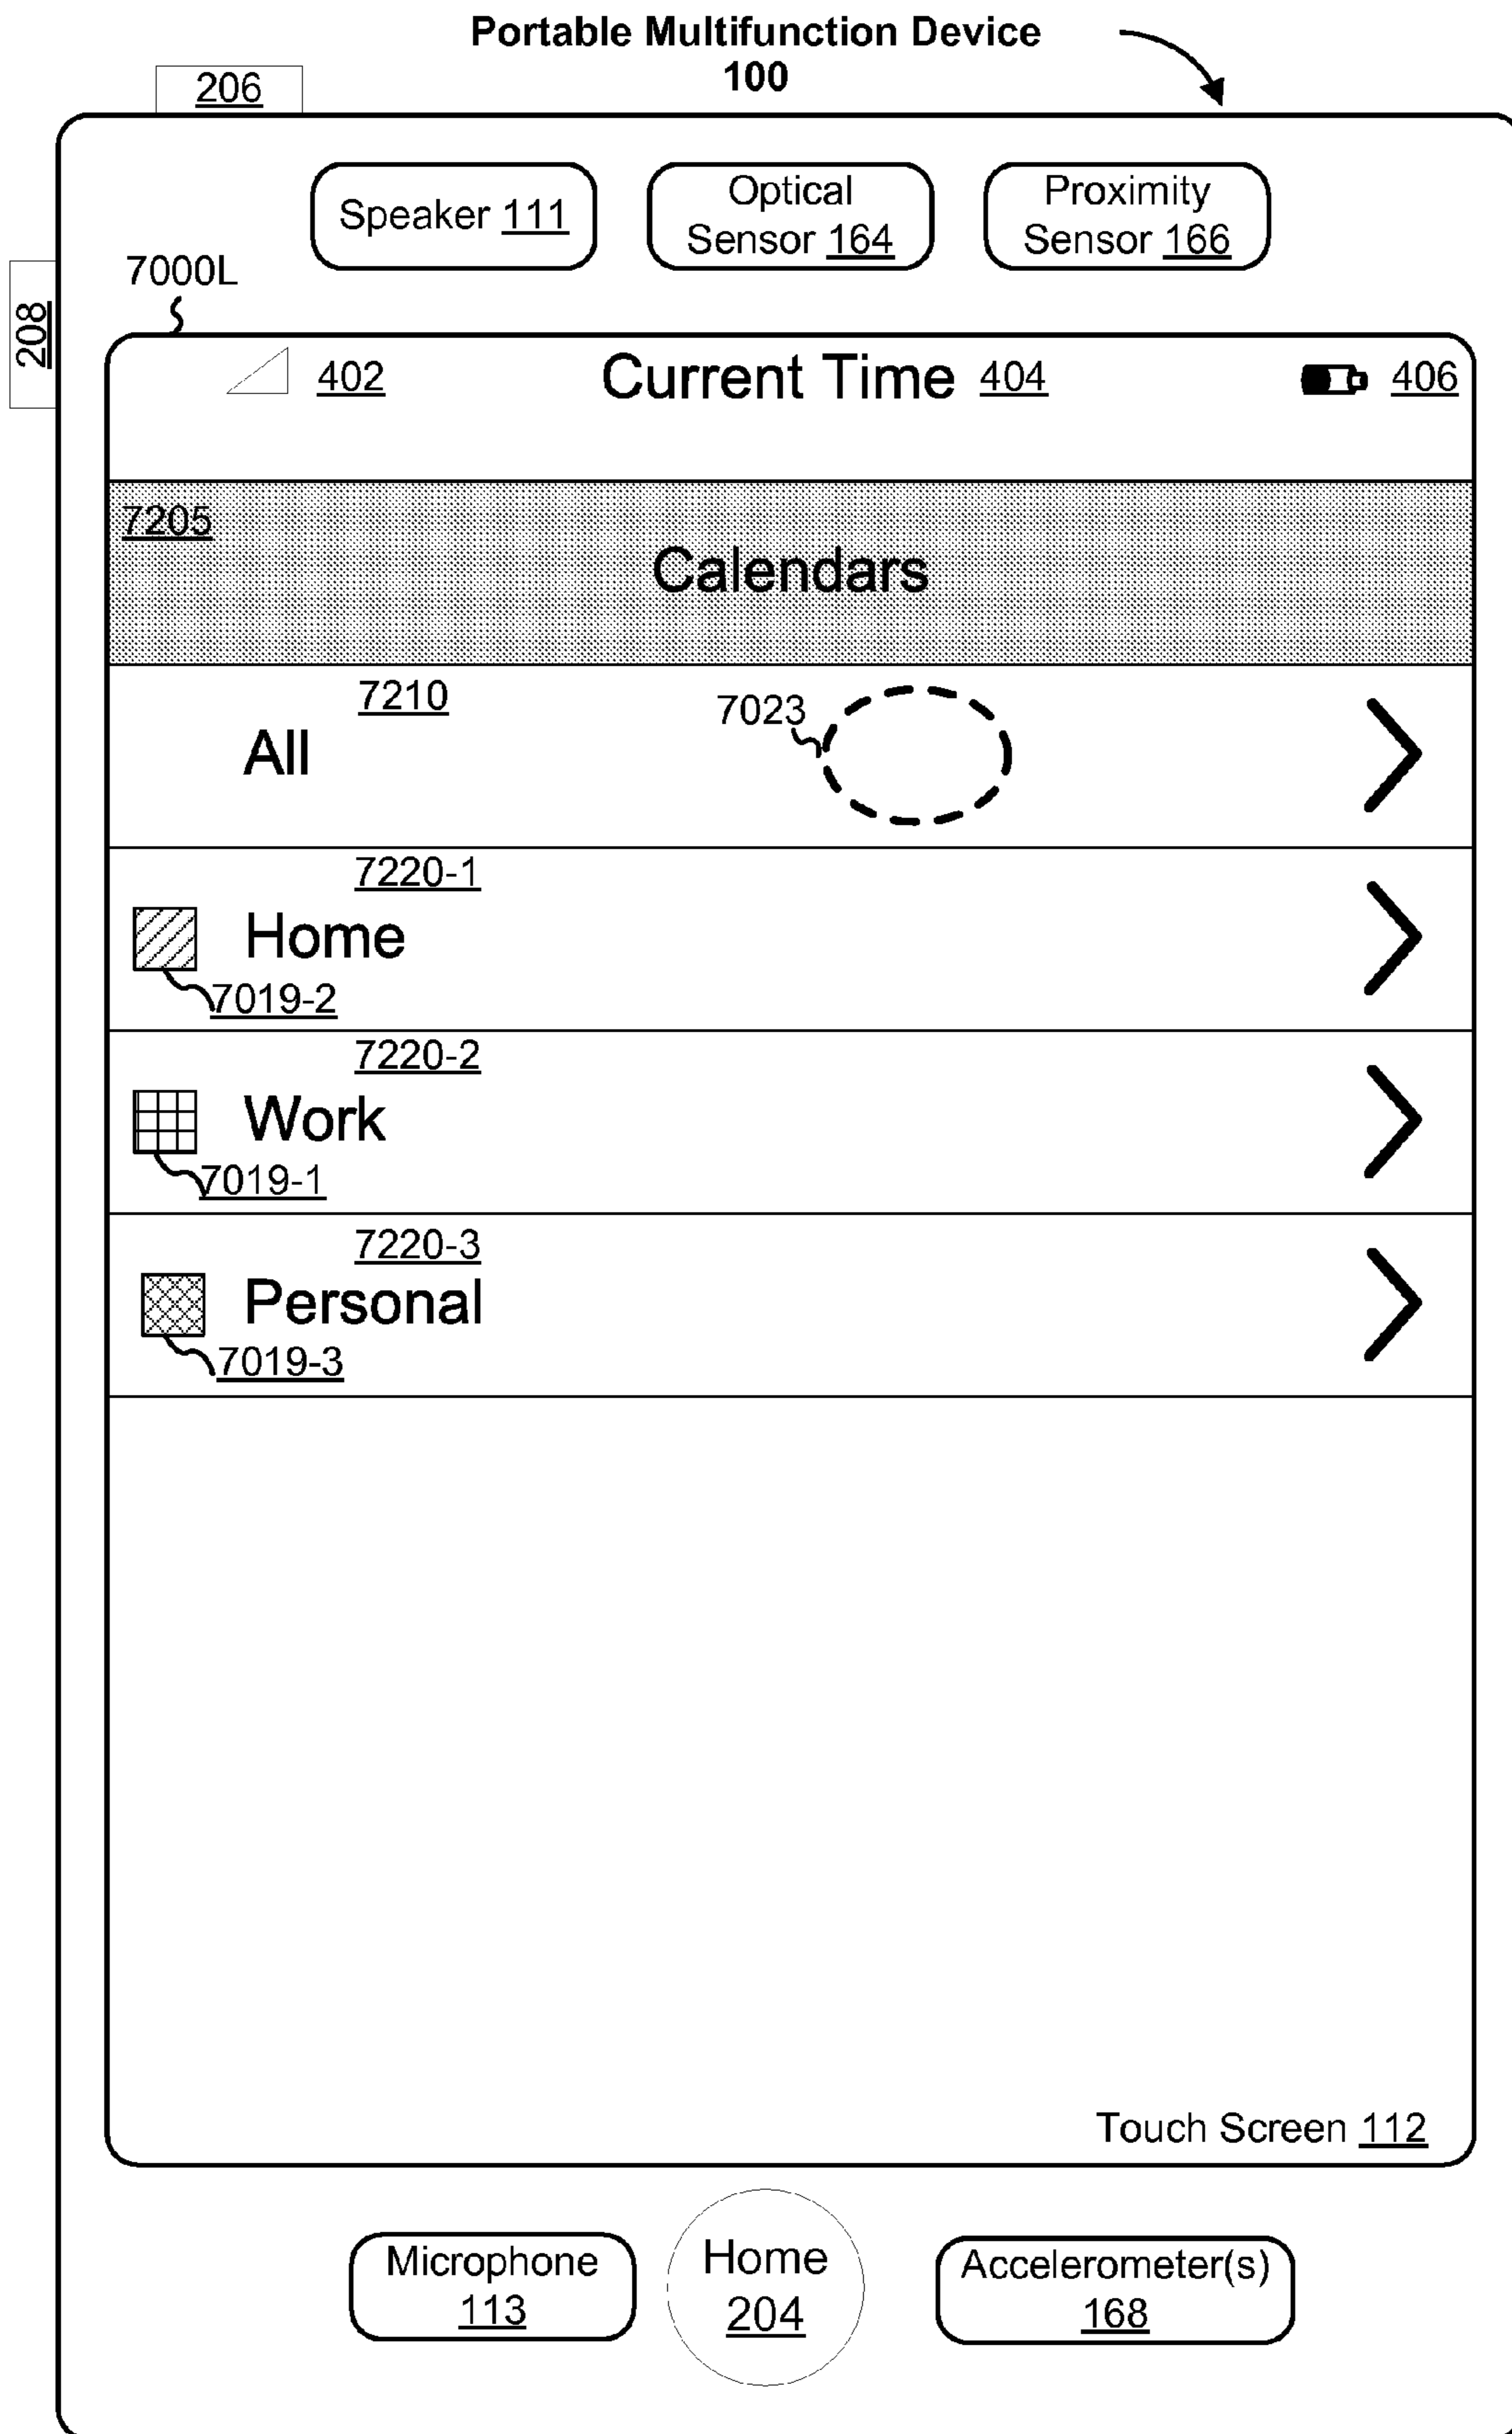 Portable Multifunction Device
100
206
Speaker 111
Optical
Sensor 164
Proximity
Sensor 166
208
7000L
402
Current Time 404
406
7205
Calendars
7210
All
7023
7220-1
Home
7019-2
7220-2
Work
7019-1
7220-3
Personal
7019-3
Touch Screen 112
Microphone
113
Home
204
Accelerometer(s)
168